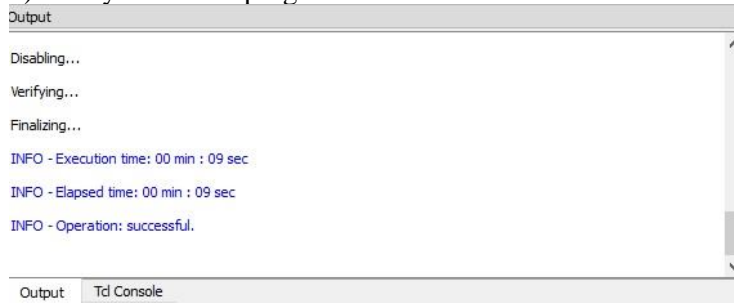 Output
Disabling...
Verifying...
Finalizing...
INFO - Execution time: 00 min : 09 sec
INFO - Elapsed time: 00 min : 09 sec
INFO - Operation: successful.
Output Tcl Console